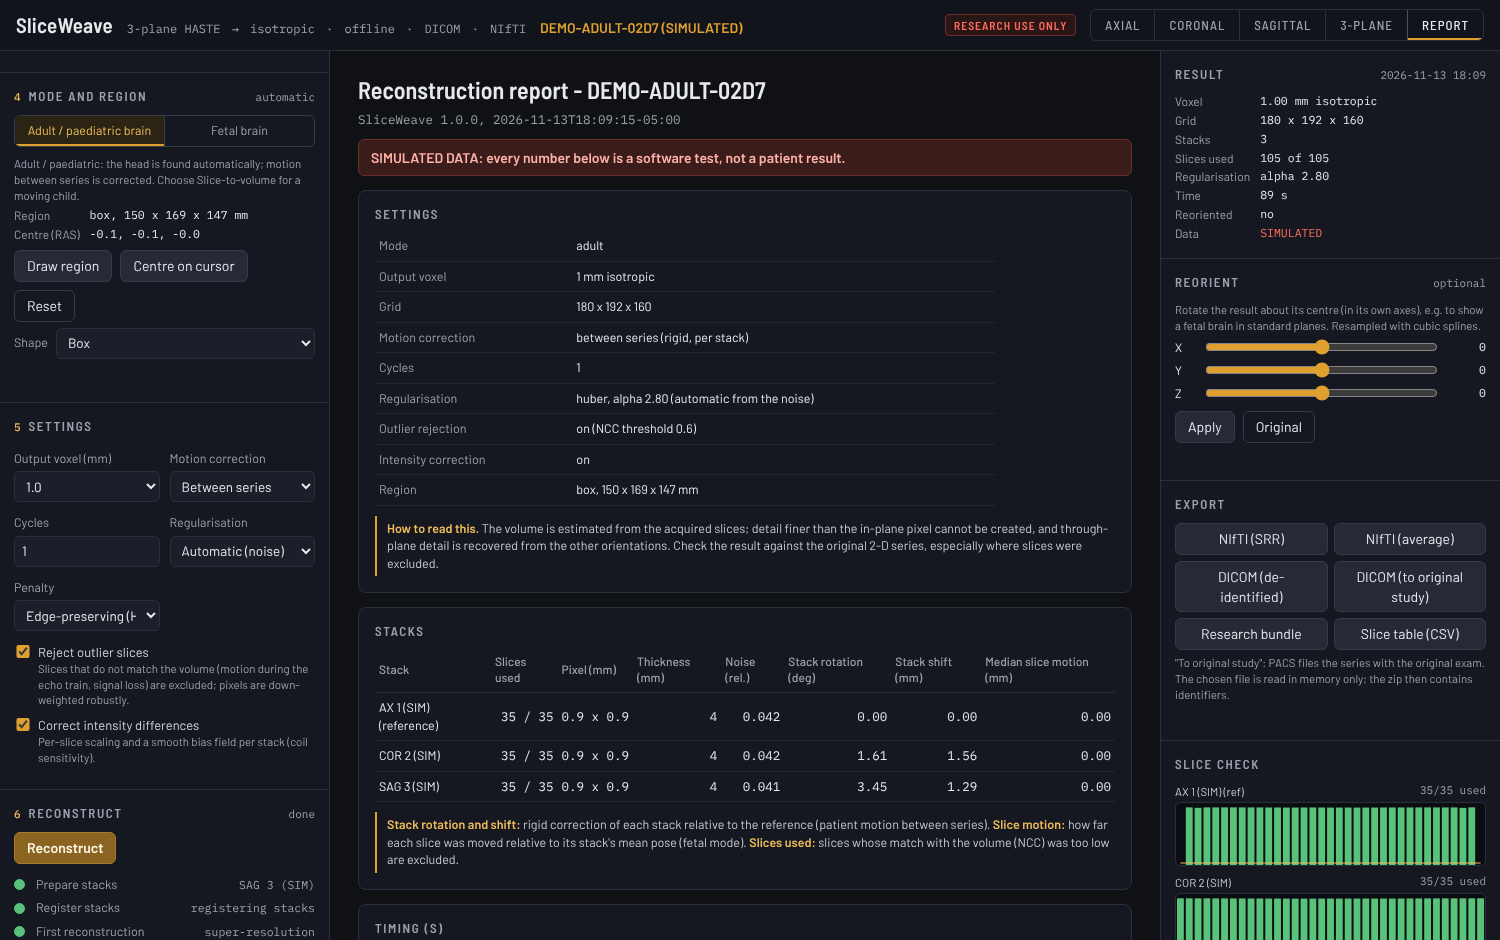 SliceWeave 3-plane HASTE → isotropic · offline · DICOM · NIfTI DEMO-ADULT-02D7 (SIMULATED) RESEARCH USE ONLY AXIAL CORONAL SAGITTAL 3-PLANE REPORT
4 MODE AND REGION automatic
Adult / paediatric brain Fetal brain
Adult / paediatric: the head is found automatically; motion
between series is corrected. Choose Slice-to-volume for a
moving child.
Region box, 150 x 169 x 147 mm
Centre (RAS) -0.1, -0.1, -0.0
Draw region Centre on cursor
Reset
Shape Box
5 SETTINGS
Output voxel (mm) Motion correction
1.0 Between series
Cycles Regularisation
1 Automatic (noise)
Penalty
Edge-preserving (H
Reject outlier slices
Slices that do not match the volume (motion during the
echo train, signal loss) are excluded; pixels are down-
weighted robustly.
Correct intensity differences
Per-slice scaling and a smooth bias field per stack (coil
sensitivity).
6 RECONSTRUCT done
Reconstruct
Prepare stacks SAG 3 (SIM)
Register stacks registering stacks
First reconstruction super-resolution
Reconstruction report - DEMO-ADULT-02D7
SliceWeave 1.0.0, 2026-11-13T18:09:15-05:00
SIMULATED DATA: every number below is a software test, not a patient result.
SETTINGS
Mode adult
Output voxel 1 mm isotropic
Grid 180 x 192 x 160
Motion correction between series (rigid, per stack)
Cycles 1
Regularisation huber, alpha 2.80 (automatic from the noise)
Outlier rejection on (NCC threshold 0.6)
Intensity correction on
Region box, 150 x 169 x 147 mm
How to read this. The volume is estimated from the acquired slices; detail finer than the in-plane pixel cannot be created, and through-
plane detail is recovered from the other orientations. Check the result against the original 2-D series, especially where slices were
excluded.
STACKS
Stack Slices used Pixel (mm) Thickness (mm) Noise (rel.) Stack rotation (deg) Stack shift (mm) Median slice motion (mm)
AX 1 (SIM) (reference) 35 / 35 0.9 x 0.9 4 0.042 0.00 0.00 0.00
COR 2 (SIM) 35 / 35 0.9 x 0.9 4 0.042 1.61 1.56 0.00
SAG 3 (SIM) 35 / 35 0.9 x 0.9 4 0.041 3.45 1.29 0.00
Stack rotation and shift: rigid correction of each stack relative to the reference (patient motion between series). Slice motion: how far
each slice was moved relative to its stack's mean pose (fetal mode). Slices used: slices whose match with the volume (NCC) was too low
are excluded.
TIMING (S)
RESULT 2026-11-13 18:09
Voxel 1.00 mm isotropic
Grid 180 x 192 x 160
Stacks 3
Slices used 105 of 105
Regularisation alpha 2.80
Time 89 s
Reoriented no
Data SIMULATED
REORIENT optional
Rotate the result about its centre (in its own axes), e.g. to show
a fetal brain in standard planes. Resampled with cubic splines.
X 0
Y 0
Z 0
Apply Original
EXPORT
NIfTI (SRR) NIfTI (average)
DICOM (de-identified) DICOM (to original study)
Research bundle Slice table (CSV)
"To original study": PACS files the series with the original exam.
The chosen file is read in memory only; the zip then contains
identifiers.
SLICE CHECK
AX 1 (SIM) (ref) 35/35 used
COR 2 (SIM) 35/35 used